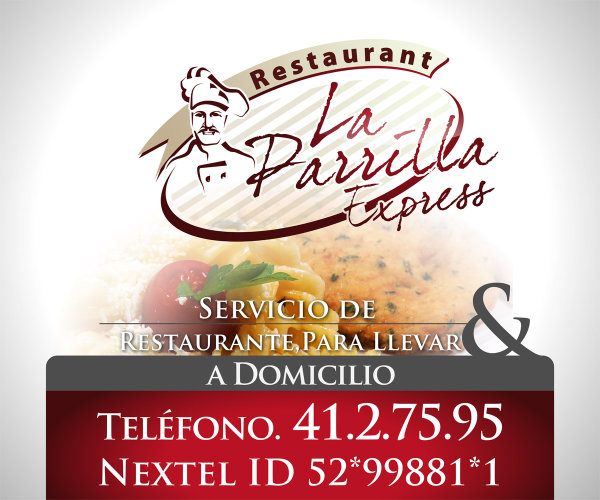 Restaurant
La
Parrilla
Express
SERVICIO DE
RESTAURANTE, PARA LLEVAR &
A DOMICILIO
TELÉFONO. 41.2.75.95
NEXTEL ID 52*99881*1